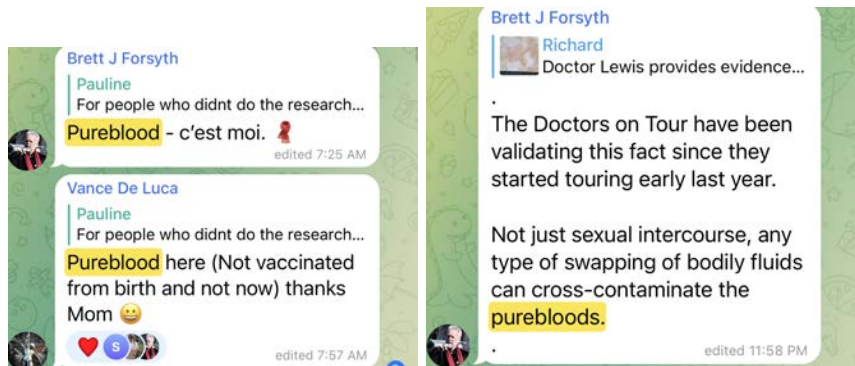 Brett J Forsyth
Pauline
For people who didnt do the research...
Pureblood - c'est moi. 🧣
edited 7:25 AM
Vance De Luca
Pauline
For people who didnt do the research...
Pureblood here (Not vaccinated
from birth and not now) thanks
Mom 😀
❤️ S
edited 7:57 AM
Brett J Forsyth
Richard
Doctor Lewis provides evidence...
.
The Doctors on Tour have been
validating this fact since they
started touring early last year.
Not just sexual intercourse, any
type of swapping of bodily fluids
can cross-contaminate the
purebloods.
.
edited 11:58 PM